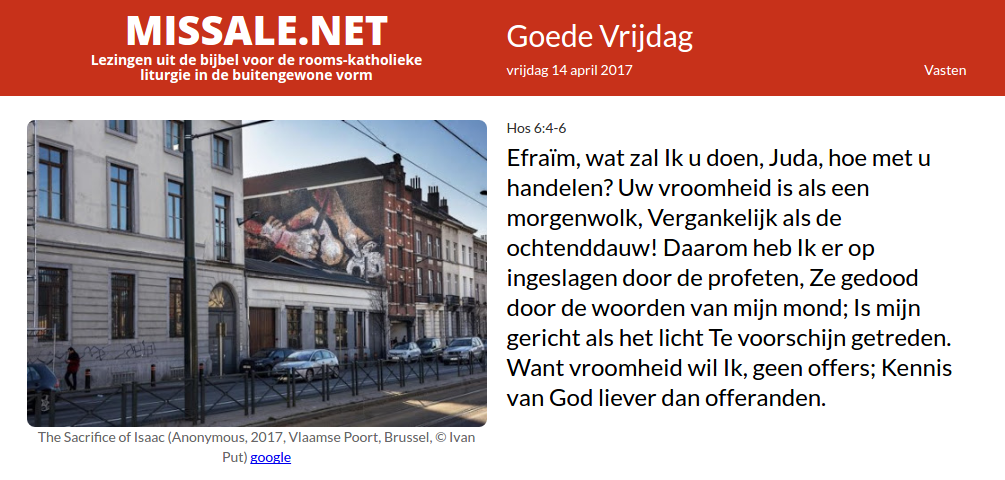 MISSALE.NET
Lezingen uit de bijbel voor de rooms-katholieke
liturgie in de buitengewone vorm
Goede Vrijdag
vrijdag 14 april 2017
Vasten
The Sacrifice of Isaac (Anonymous, 2017, Vlaamse Poort, Brussel, © Ivan
Put) google
Hos 6:4-6
Efraïm, wat zal Ik u doen, Juda, hoe met u
handelen? Uw vroomheid is als een
morgenwolk, Vergankelijk als de
ochtenddauw! Daarom heb Ik er op
ingeslagen door de profeten, Ze gedood
door de woorden van mijn mond; Is mijn
gericht als het licht Te voorschijn getreden.
Want vroomheid wil Ik, geen offers; Kennis
van God liever dan offeranden.